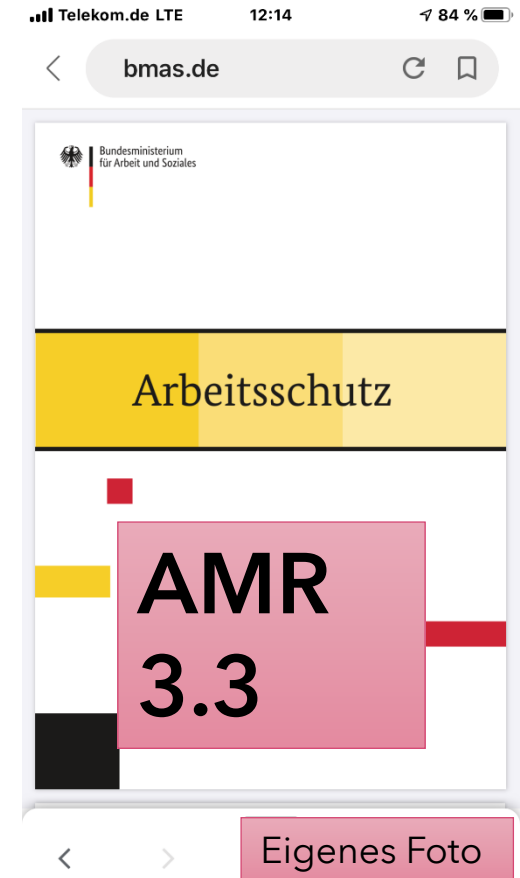 Telekom.de LTE 12:14 84 %
bmas.de
Bundesministerium
für Arbeit und Soziales
Arbeitsschutz
AMR
3.3
Eigenes Foto